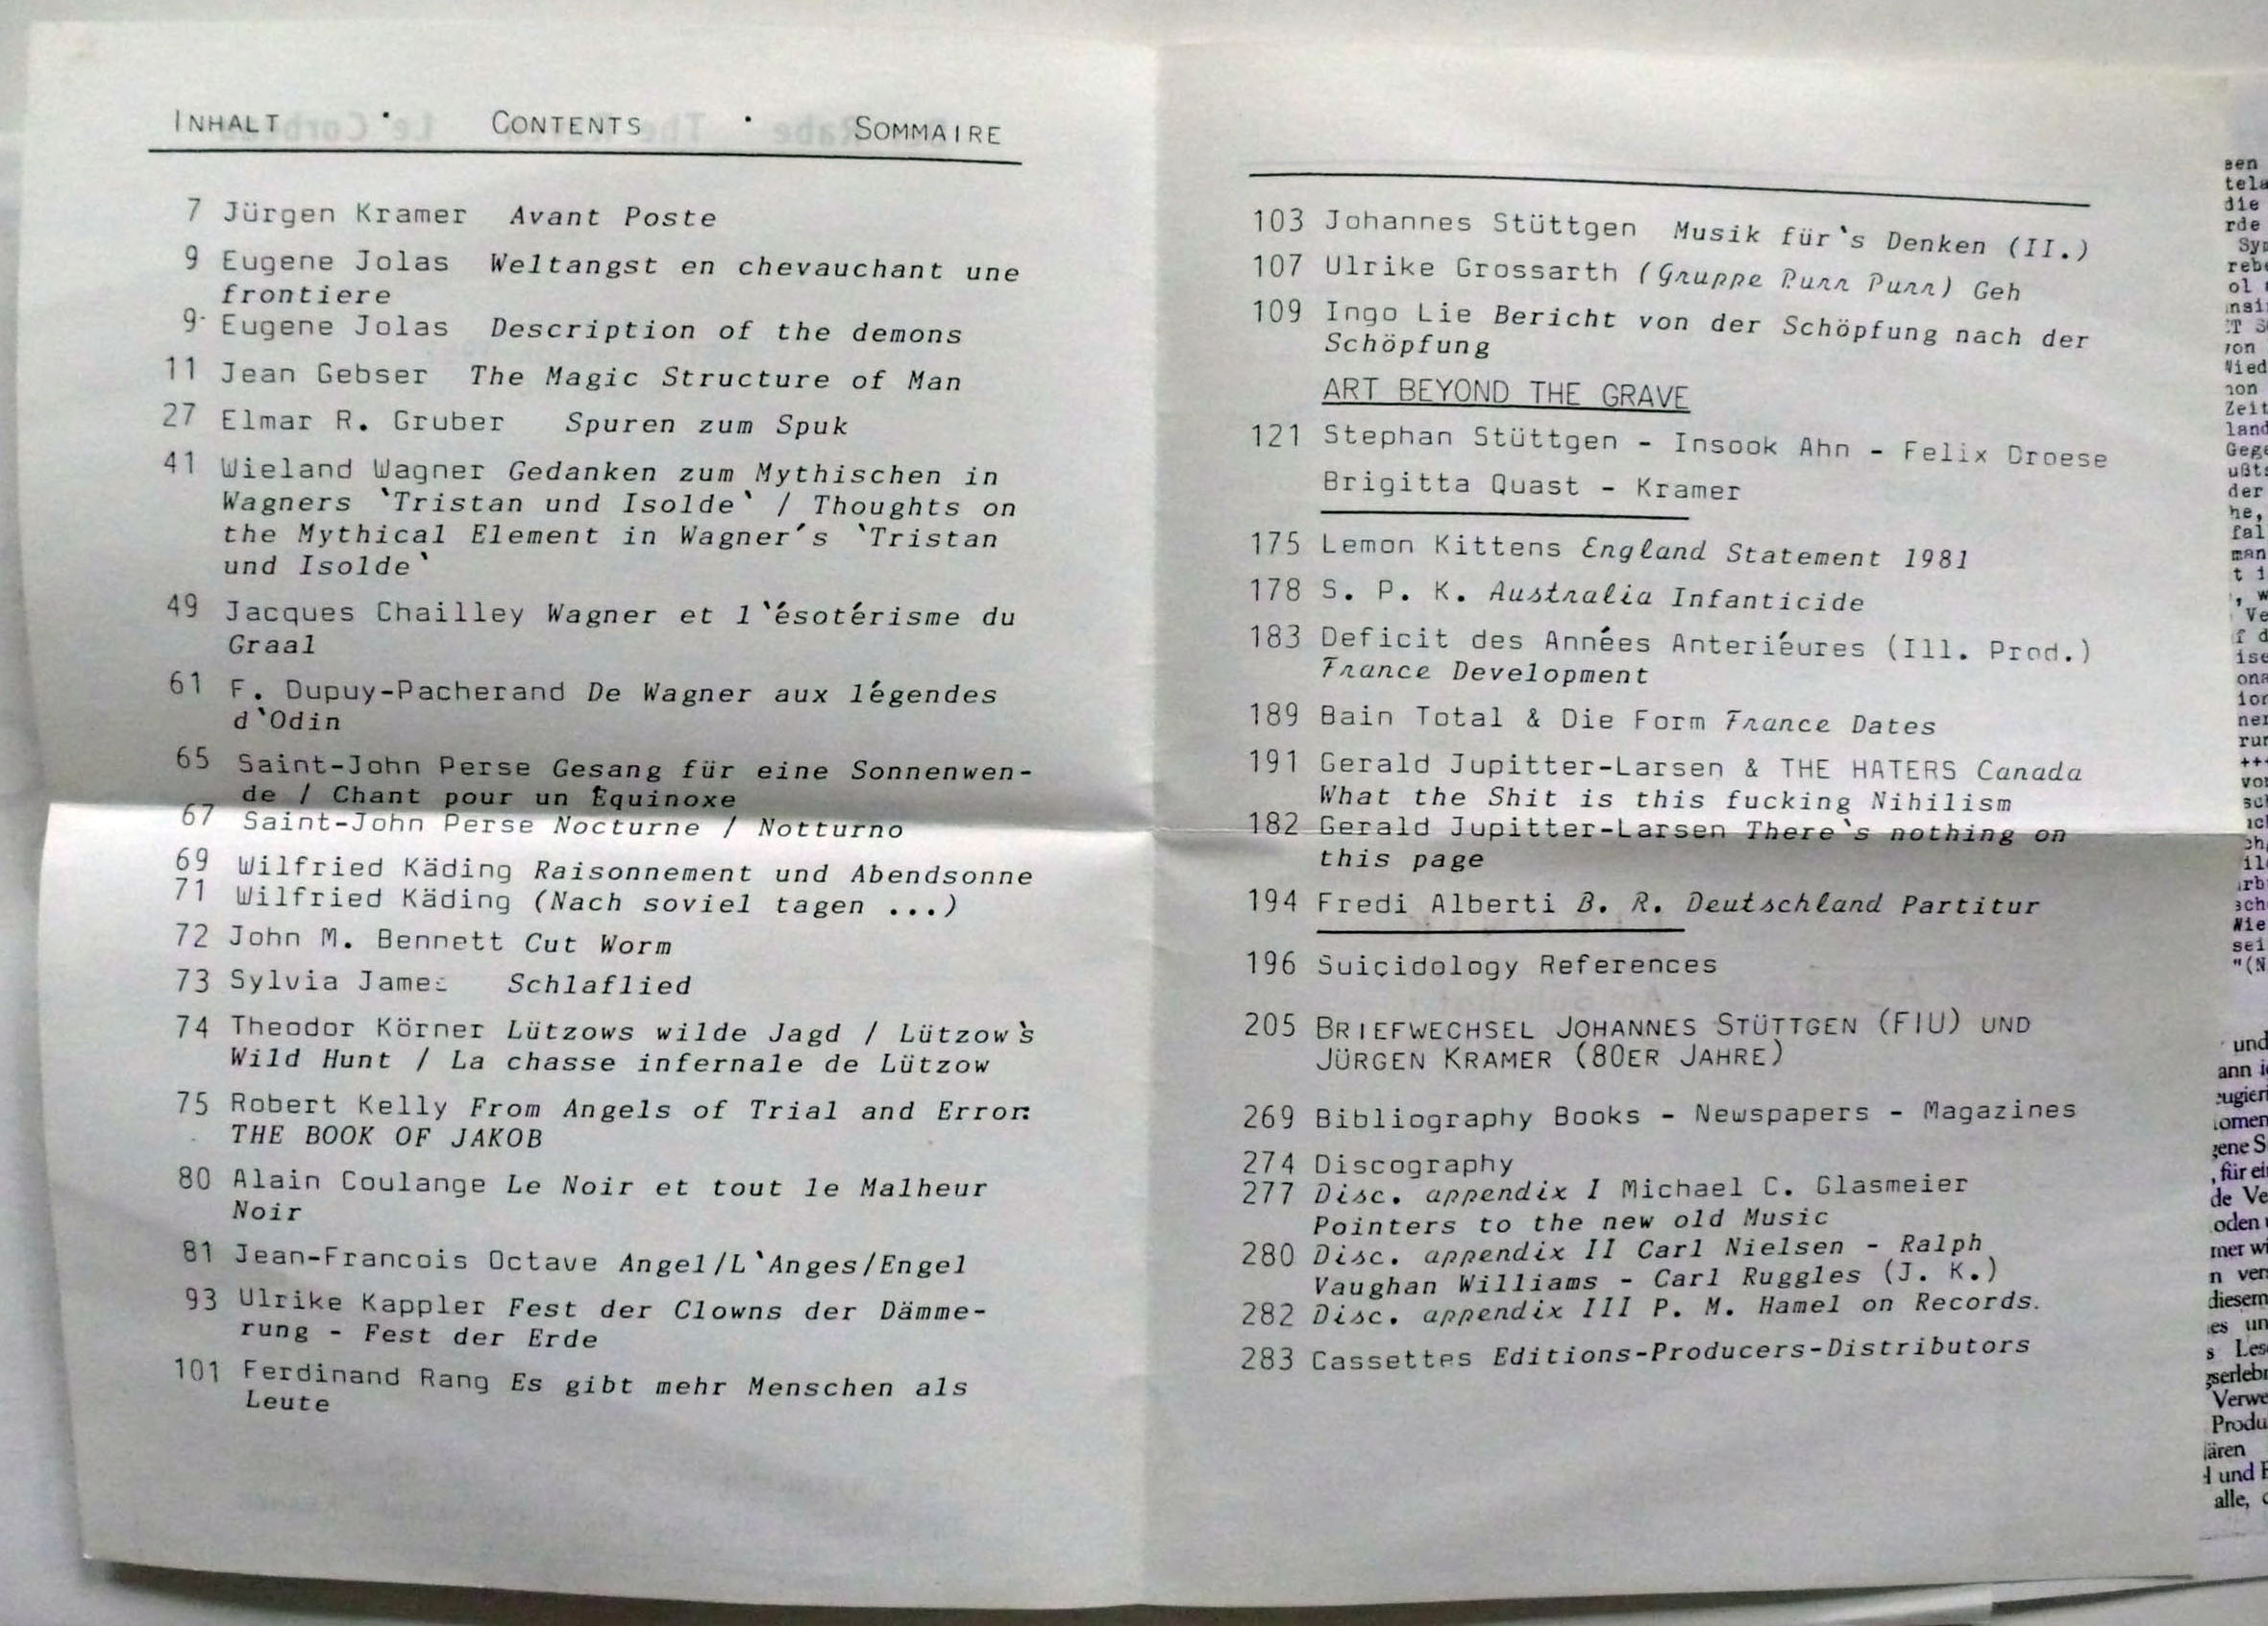 INHALT · CONTENTS · SOMMAIRE
7 Jürgen Kramer Avant Poste
9 Eugene Jolas Weltangst en chevauchant une
frontiere
9 Eugene Jolas Description of the demons
11 Jean Gebser The Magic Structure of Man
27 Elmar R. Gruber Spuren zum Spuk
41 Wieland Wagner Gedanken zum Mythischen in
Wagners `Tristan und Isolde` / Thoughts on
the Mythical Element in Wagner´s `Tristan
und Isolde`
49 Jacques Chailley Wagner et l`ésotérisme du
Graal
61 F. Dupuy-Pacherand De Wagner aux légendes
d`Odin
65 Saint-John Perse Gesang für eine Sonnenwen-
de / Chant pour un Équinoxe
67 Saint-John Perse Nocturne / Notturno
69 Wilfried Käding Raisonnement und Abendsonne
71 Wilfried Käding (Nach soviel tagen ...)
72 John M. Bennett Cut Worm
73 Sylvia James Schlaflied
74 Theodor Körner Lützows wilde Jagd / Lützow`s
Wild Hunt / La chasse infernale de Lützow
75 Robert Kelly From Angels of Trial and Error:
THE BOOK OF JAKOB
80 Alain Coulange Le Noir et tout le Malheur
Noir
81 Jean-Francois Octave Angel/L`Anges/Engel
93 Ulrike Kappler Fest der Clowns der Dämme-
rung - Fest der Erde
101 Ferdinand Rang Es gibt mehr Menschen als
Leute
103 Johannes Stüttgen Musik für`s Denken (II.)
107 Ulrike Grossarth (Gruppe Purr Purr) Geh
109 Ingo Lie Bericht von der Schöpfung nach der
Schöpfung
ART BEYOND THE GRAVE
121 Stephan Stüttgen - Insook Ahn - Felix Droese
Brigitta Quast - Kramer
175 Lemon Kittens England Statement 1981
178 S. P. K. Australia Infanticide
183 Deficit des Années Anteriéures (Ill. Prod.)
France Development
189 Bain Total & Die Form France Dates
191 Gerald Jupitter-Larsen & THE HATERS Canada
What the Shit is this fucking Nihilism
182 Gerald Jupitter-Larsen There`s nothing on
this page
194 Fredi Alberti B. R. Deutschland Partitur
196 Suicidology References
205 BRIEFWECHSEL JOHANNES STÜTTGEN (FIU) UND
JÜRGEN KRAMER (80ER JAHRE)
269 Bibliography Books - Newspapers - Magazines
274 Discography
277 Disc. appendix I Michael C. Glasmeier
Pointers to the new old Music
280 Disc. appendix II Carl Nielsen - Ralph
Vaughan Williams - Carl Ruggles (J. K.)
282 Disc. appendix III P. M. Hamel on Records.
283 Cassettes Editions-Producers-Distributors